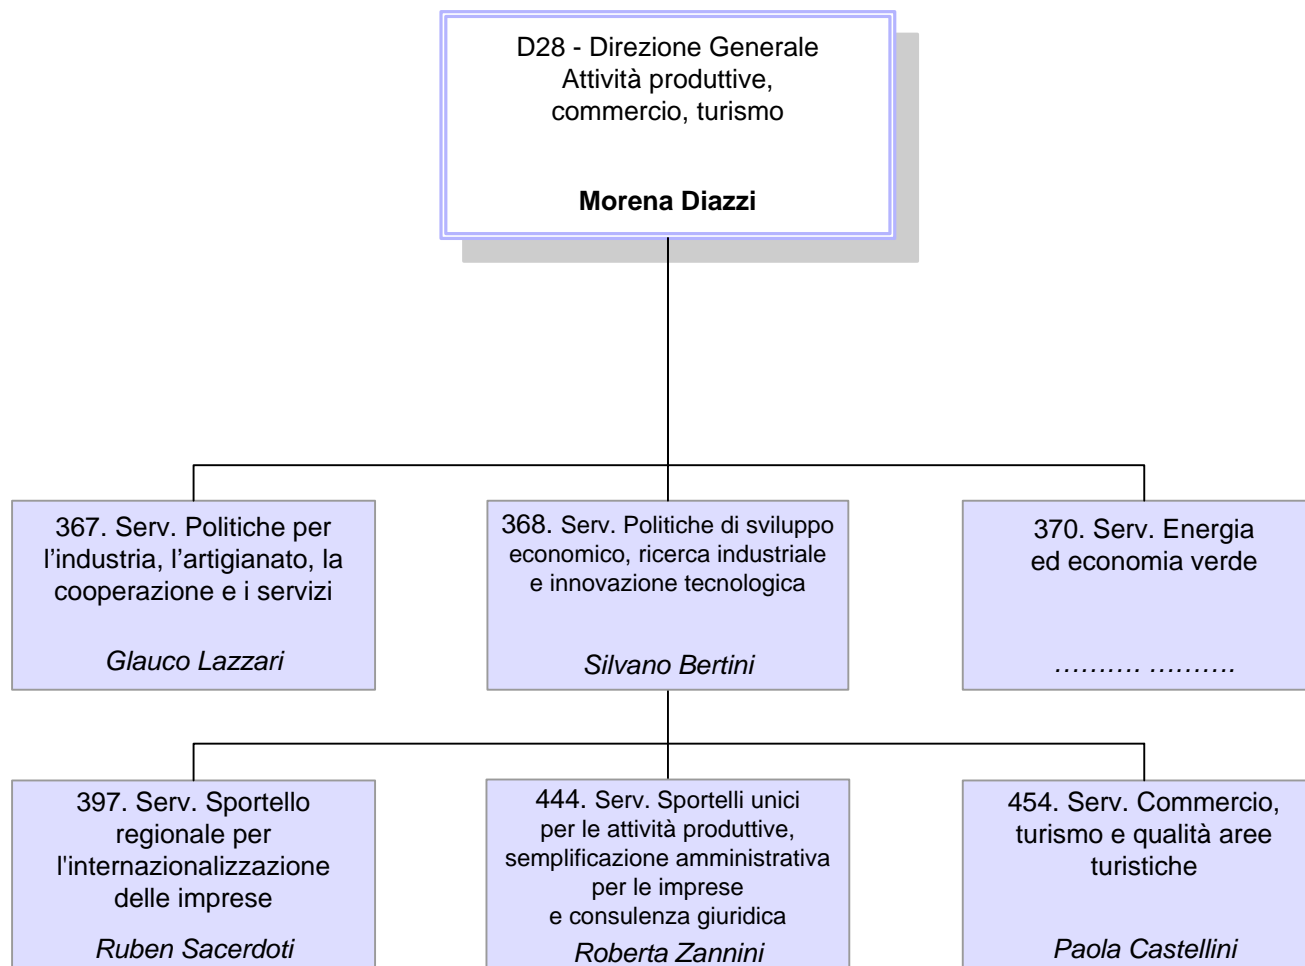 D28 - Direzione Generale
Attività produttive,
commercio, turismo
Morena Diazzi
367. Serv. Politiche per
l’industria, l’artigianato, la
cooperazione e i servizi
Glauco Lazzari
368. Serv. Politiche di sviluppo
economico, ricerca industriale
e innovazione tecnologica
Silvano Bertini
370. Serv. Energia
ed economia verde
………. ……….
397. Serv. Sportello
regionale per
l'internazionalizzazione
delle imprese
Ruben Sacerdoti
444. Serv. Sportelli unici
per le attività produttive,
semplificazione amministrativa
per le imprese
e consulenza giuridica
Roberta Zannini
454. Serv. Commercio,
turismo e qualità aree
turistiche
Paola Castellini